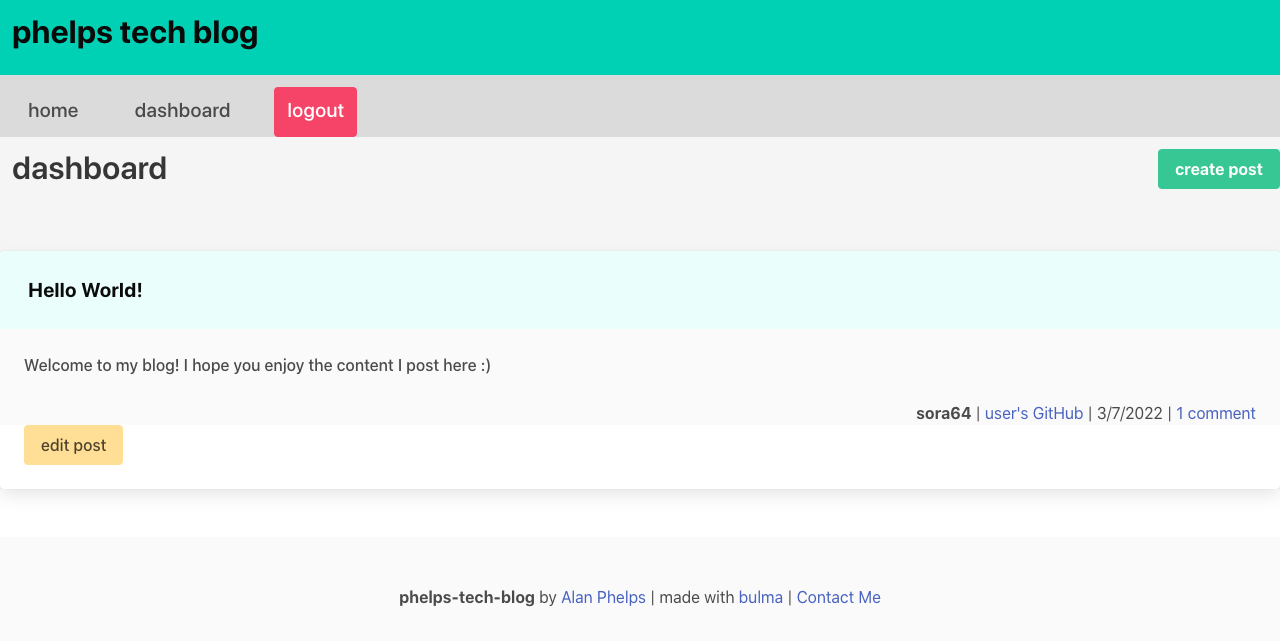 phelps tech blog
home dashboard logout
dashboard create post
Hello World!
Welcome to my blog! I hope you enjoy the content I post here :)
sora64 | user's GitHub | 3/7/2022 | 1 comment
edit post
phelps-tech-blog by Alan Phelps | made with bulma | Contact Me